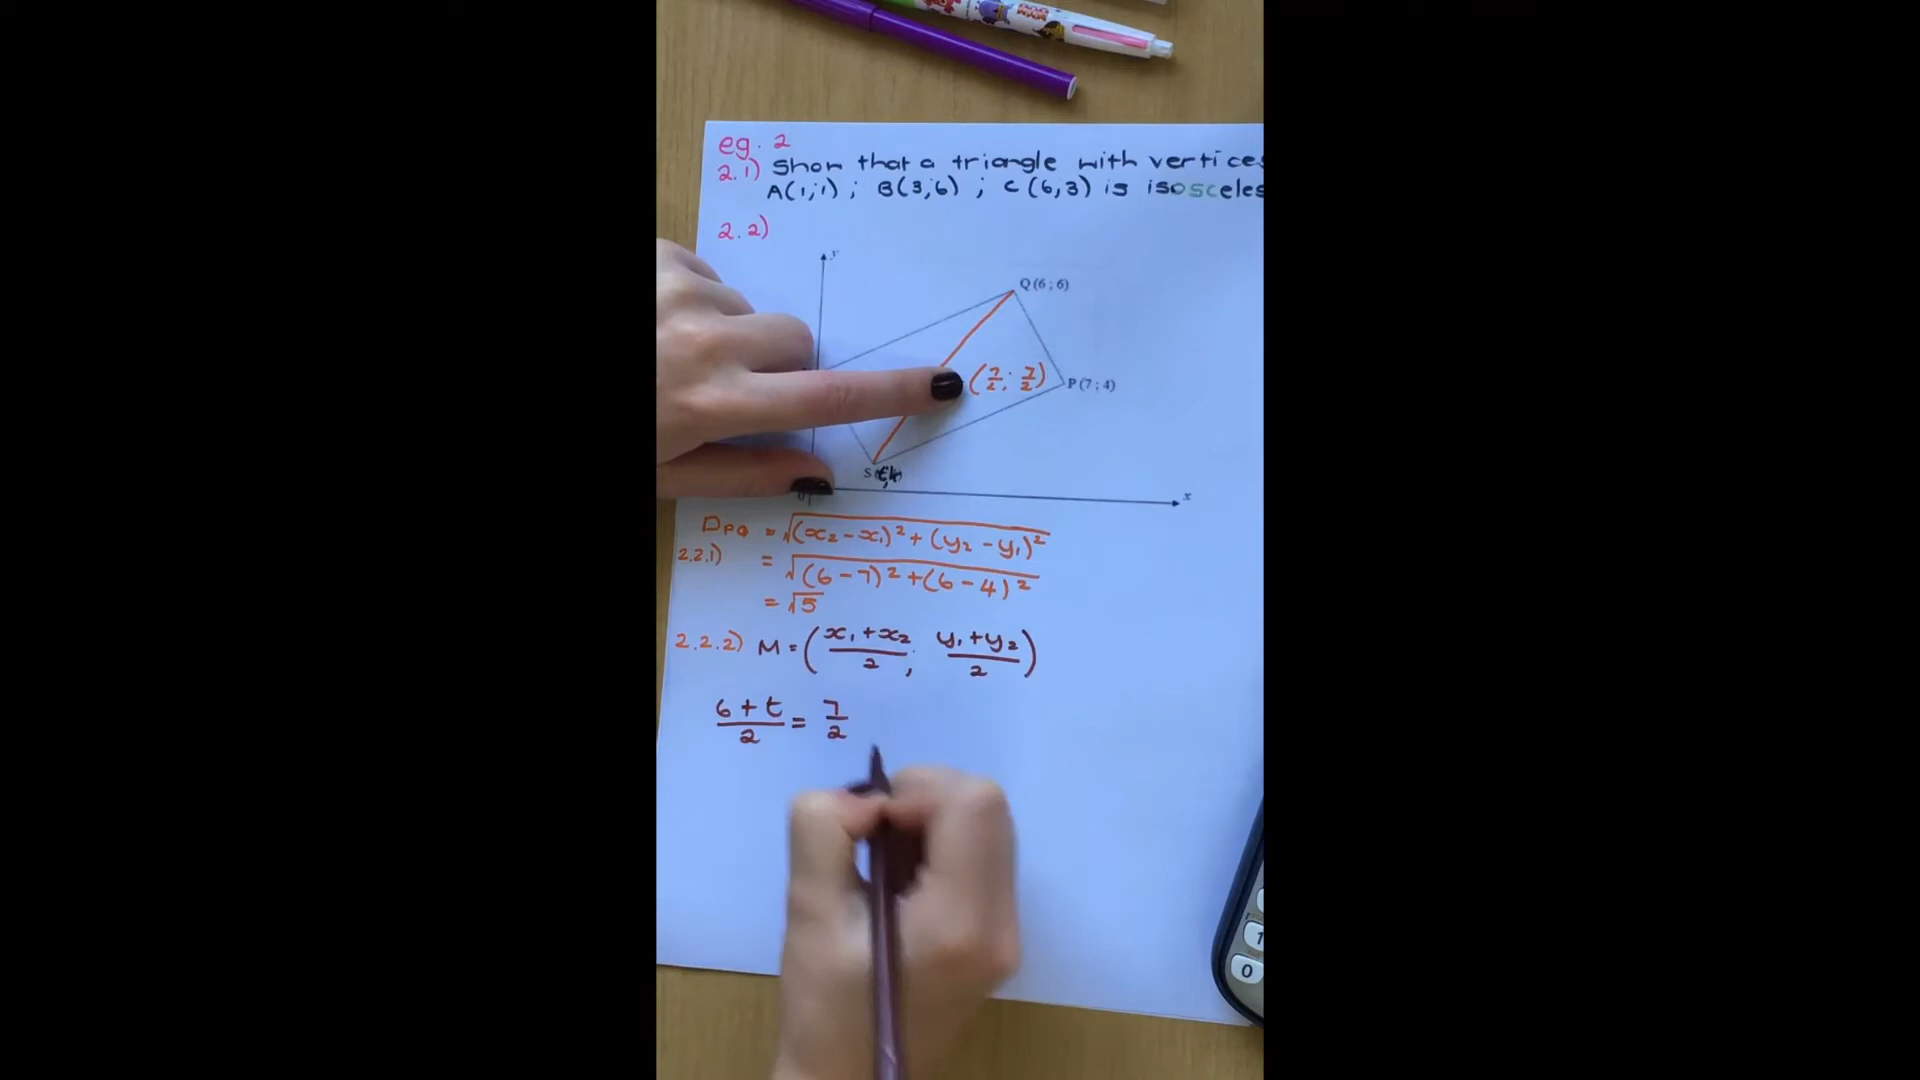 eg. 2
2.1) Show that a triangle with vertices
A(1;1) ; B(3;6) ; C(6;3) is isosceles
2.2)
y
Q (6 ; 6)
(7/2 ; 7/2)
P (7 ; 4)
S (t;k)
0
x
D_PQ = √((x₂ - x₁)² + (y₂ - y₁)²)
2.2.1) = √((6 - 7)² + (6 - 4)²)
= √5
2.2.2) M = ((x₁ + x₂)/2 ; (y₁ + y₂)/2)
(6 + t)/2 = 7/2
1
0